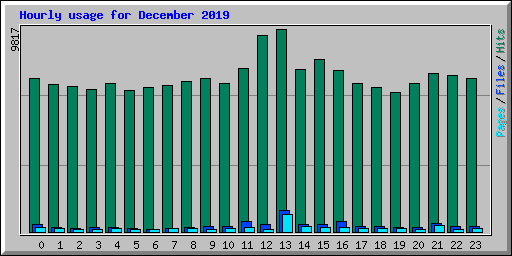 Hourly usage for December 2019
9817
Pages / Files / Hits
0 1 2 3 4 5 6 7 8 9 10 11 12 13 14 15 16 17 18 19 20 21 22 23